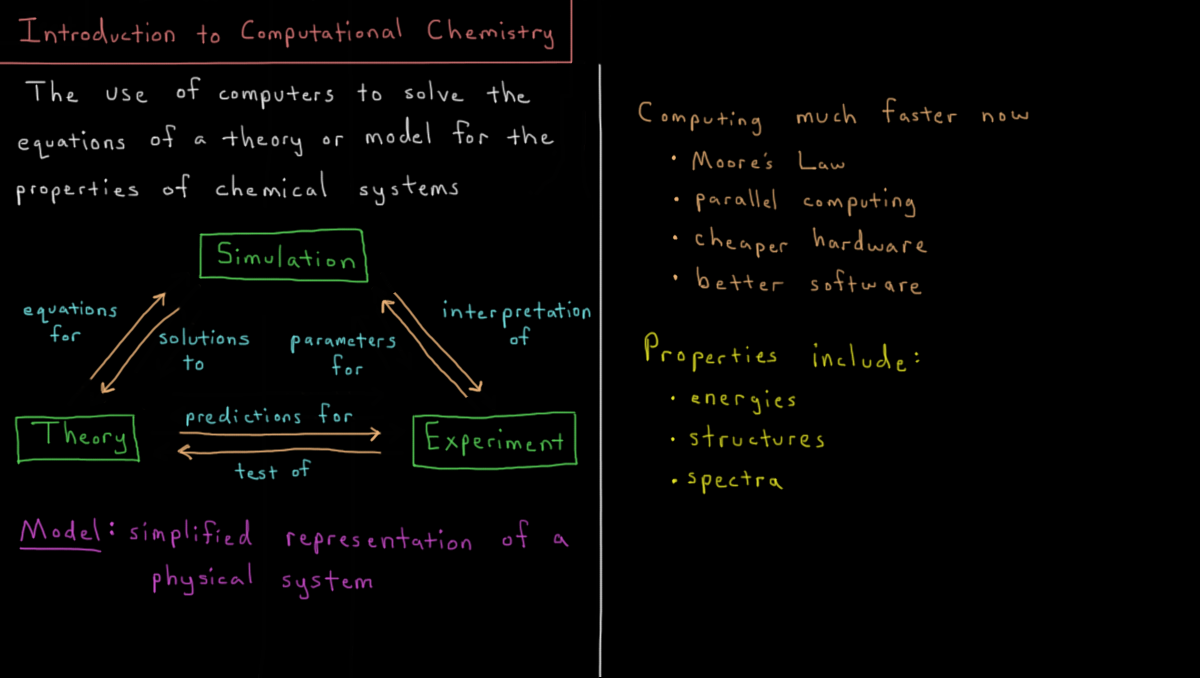 Introduction to Computational Chemistry
The use of computers to solve the
equations of a theory or model for the
properties of chemical systems
Simulation
equations
for
solutions
to
parameters
for
interpretation
of
Theory
predictions for
test of
Experiment
Model: simplified representation of a
physical system
Computing much faster now
• Moore's Law
• parallel computing
• cheaper hardware
• better software
Properties include:
• energies
• structures
• spectra